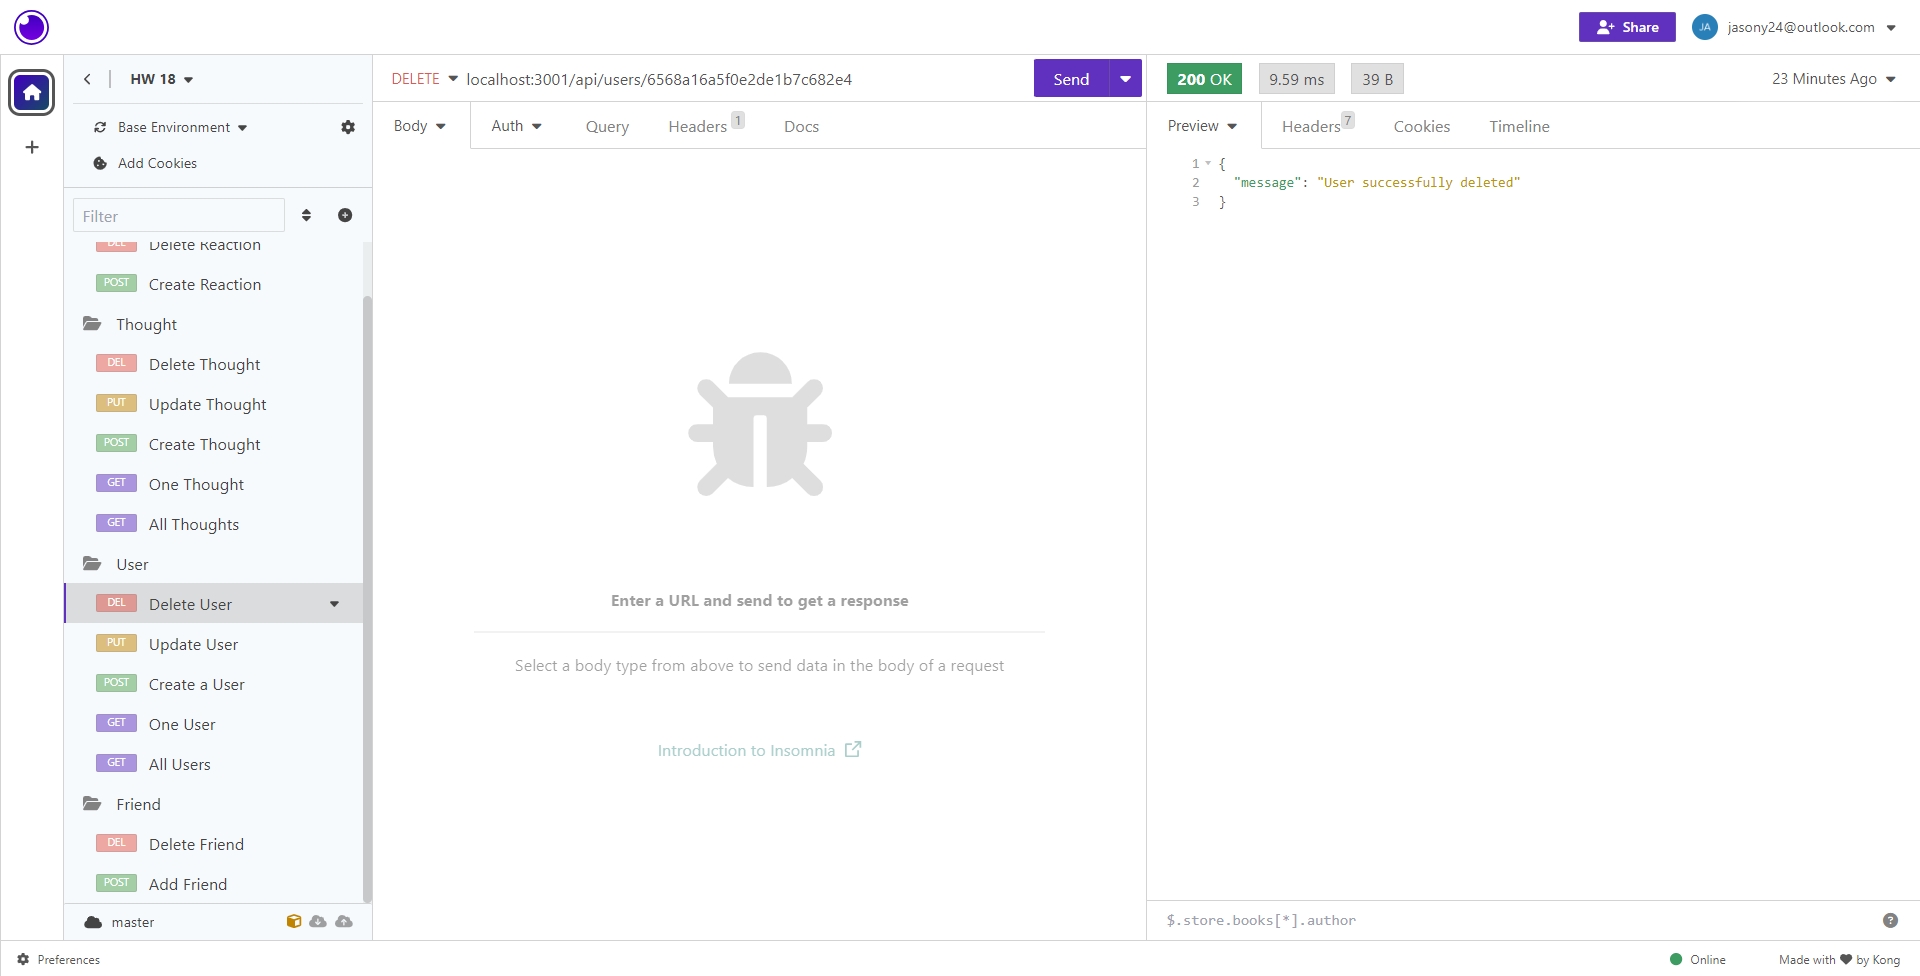 Share
JA
jasony24@outlook.com
HW 18
DELETE
localhost:3001/api/users/6568a16a5f0e2de1b7c682e4
Send
200 OK
9.59 ms
39 B
23 Minutes Ago
Base Environment
Add Cookies
Body
Auth
Query
Headers 1
Docs
Preview
Headers 7
Cookies
Timeline
Filter
DEL Delete Reaction
POST Create Reaction
Thought
DEL Delete Thought
PUT Update Thought
POST Create Thought
GET One Thought
GET All Thoughts
User
DEL Delete User
PUT Update User
POST Create a User
GET One User
GET All Users
Friend
DEL Delete Friend
POST Add Friend
master
Enter a URL and send to get a response
Select a body type from above to send data in the body of a request
Introduction to Insomnia
1 {
2 "message": "User successfully deleted"
3 }
$.store.books[*].author
?
Preferences
Online
Made with ♥ by Kong